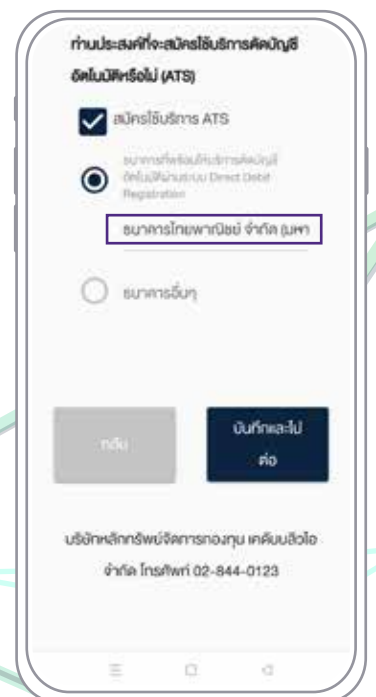 ท่านประสงค์ที่จะสมัครใช้บริการตัดบัญชี
อัตโนมัติหรือไม่ (ATS)
สมัครใช้บริการ ATS
ธนาคารที่พร้อมให้บริการตัดบัญชี
อัตโนมัติผ่านระบบ Direct Debit
Registration
ธนาคารไทยพาณิชย์ จำกัด (มหา
ธนาคารอื่นๆ
กลับ
บันทึกและไป
ต่อ
บริษัทหลักทรัพย์จัดการกองทุน เคดับบลิวไอ
จำกัด โทรศัพท์ 02-844-0123